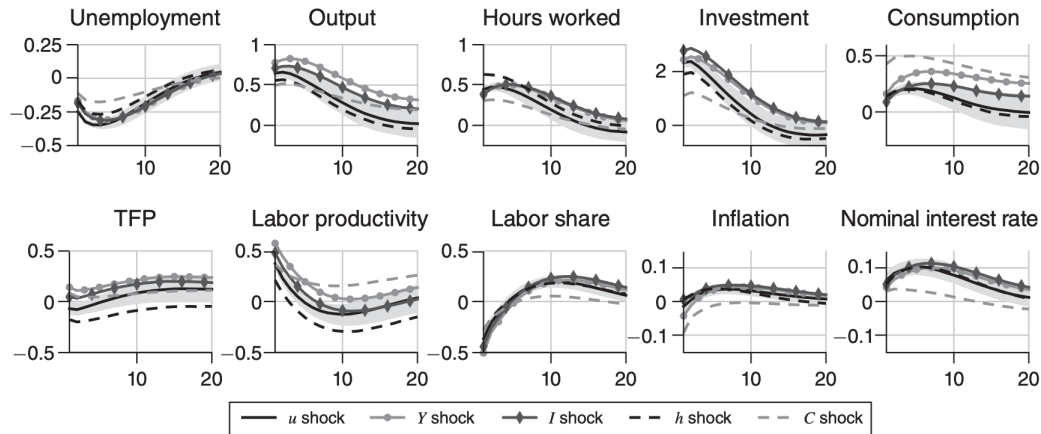 Unemployment Output Hours worked Investment Consumption
0.25 1 1 0.5
0 0.5 0.5 2
−0.25 0 0 0 0
−0.5
10 20 10 20 10 20 10 20 10 20
TFP Labor productivity Labor share Inflation Nominal interest rate
0.5 0.5 0.5 0.1 0.1
0 0 0 0 0
−0.5 −0.5 −0.5 −0.1 −0.1
10 20 10 20 10 20 10 20 10 20
u shock Y shock I shock h shock C shock